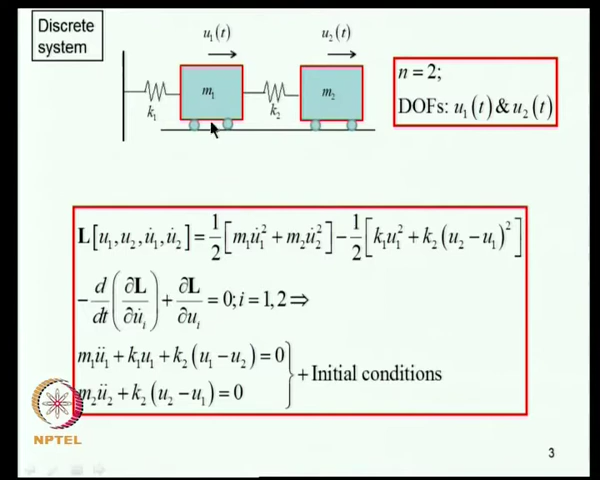 Discrete
system
u₁(t) u₂(t)
m₁ m₂
k₁ k₂
n = 2;
DOFs: u₁(t) & u₂(t)
L[u₁, u₂, u̇₁, u̇₂] = 1/2 [m₁u̇₁² + m₂u̇₂²] − 1/2 [k₁u₁² + k₂(u₂ − u₁)²]
− d/dt (∂L/∂u̇ᵢ) + ∂L/∂uᵢ = 0; i = 1, 2 ⇒
m₁ü₁ + k₁u₁ + k₂(u₁ − u₂) = 0
m₂ü₂ + k₂(u₂ − u₁) = 0 } + Initial conditions
NPTEL
3